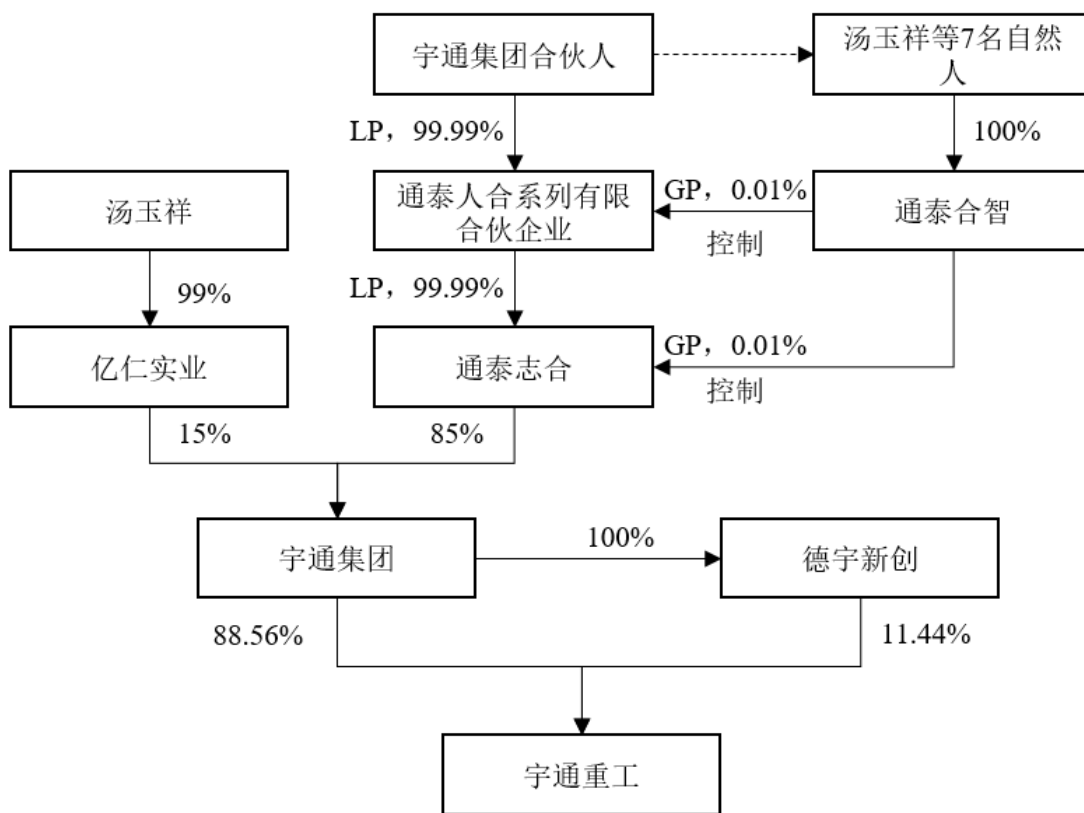 宇通集团合伙人
汤玉祥等7名自然
人
LP，99.99%
100%
汤玉祥
通泰人合系列有限
合伙企业
GP，0.01%
控制
通泰合智
99%
LP，99.99%
亿仁实业
通泰志合
GP，0.01%
控制
15%
85%
宇通集团
100%
德宇新创
88.56%
11.44%
宇通重工